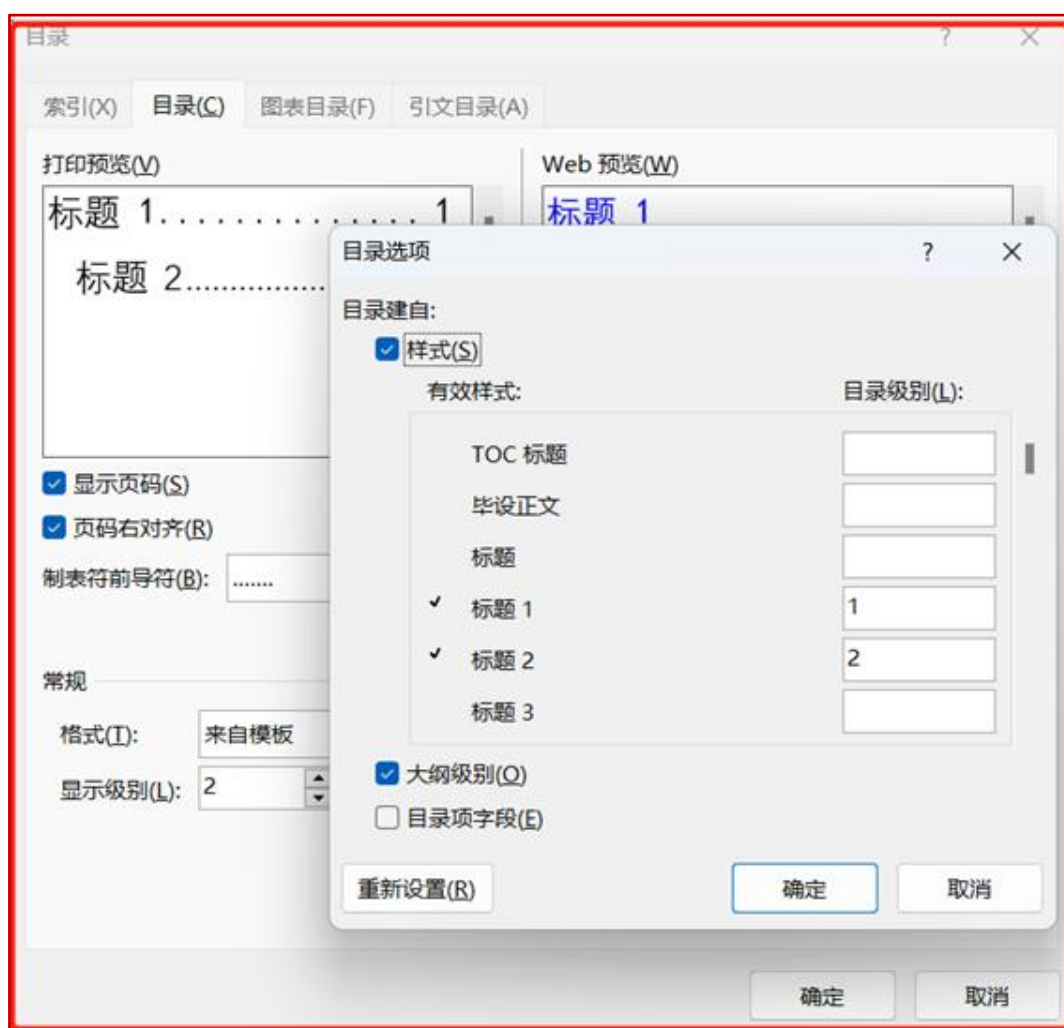 目录 ?
索引(X) 目录(C) 图表目录(F) 引文目录(A)
打印预览(V) Web 预览(W)
标题 1.............. 1 标题 1
标题 2................
目录选项 ?
目录建自:
样式(S)
有效样式: 目录级别(L):
TOC 标题
毕设正文
标题
标题 1 1
标题 2 2
标题 3
大纲级别(O)
目录项字段(E)
重新设置(R) 确定 取消
显示页码(S)
页码右对齐(R)
制表符前导符(B): .......
常规
格式(T): 来自模板
显示级别(L): 2
确定 取消